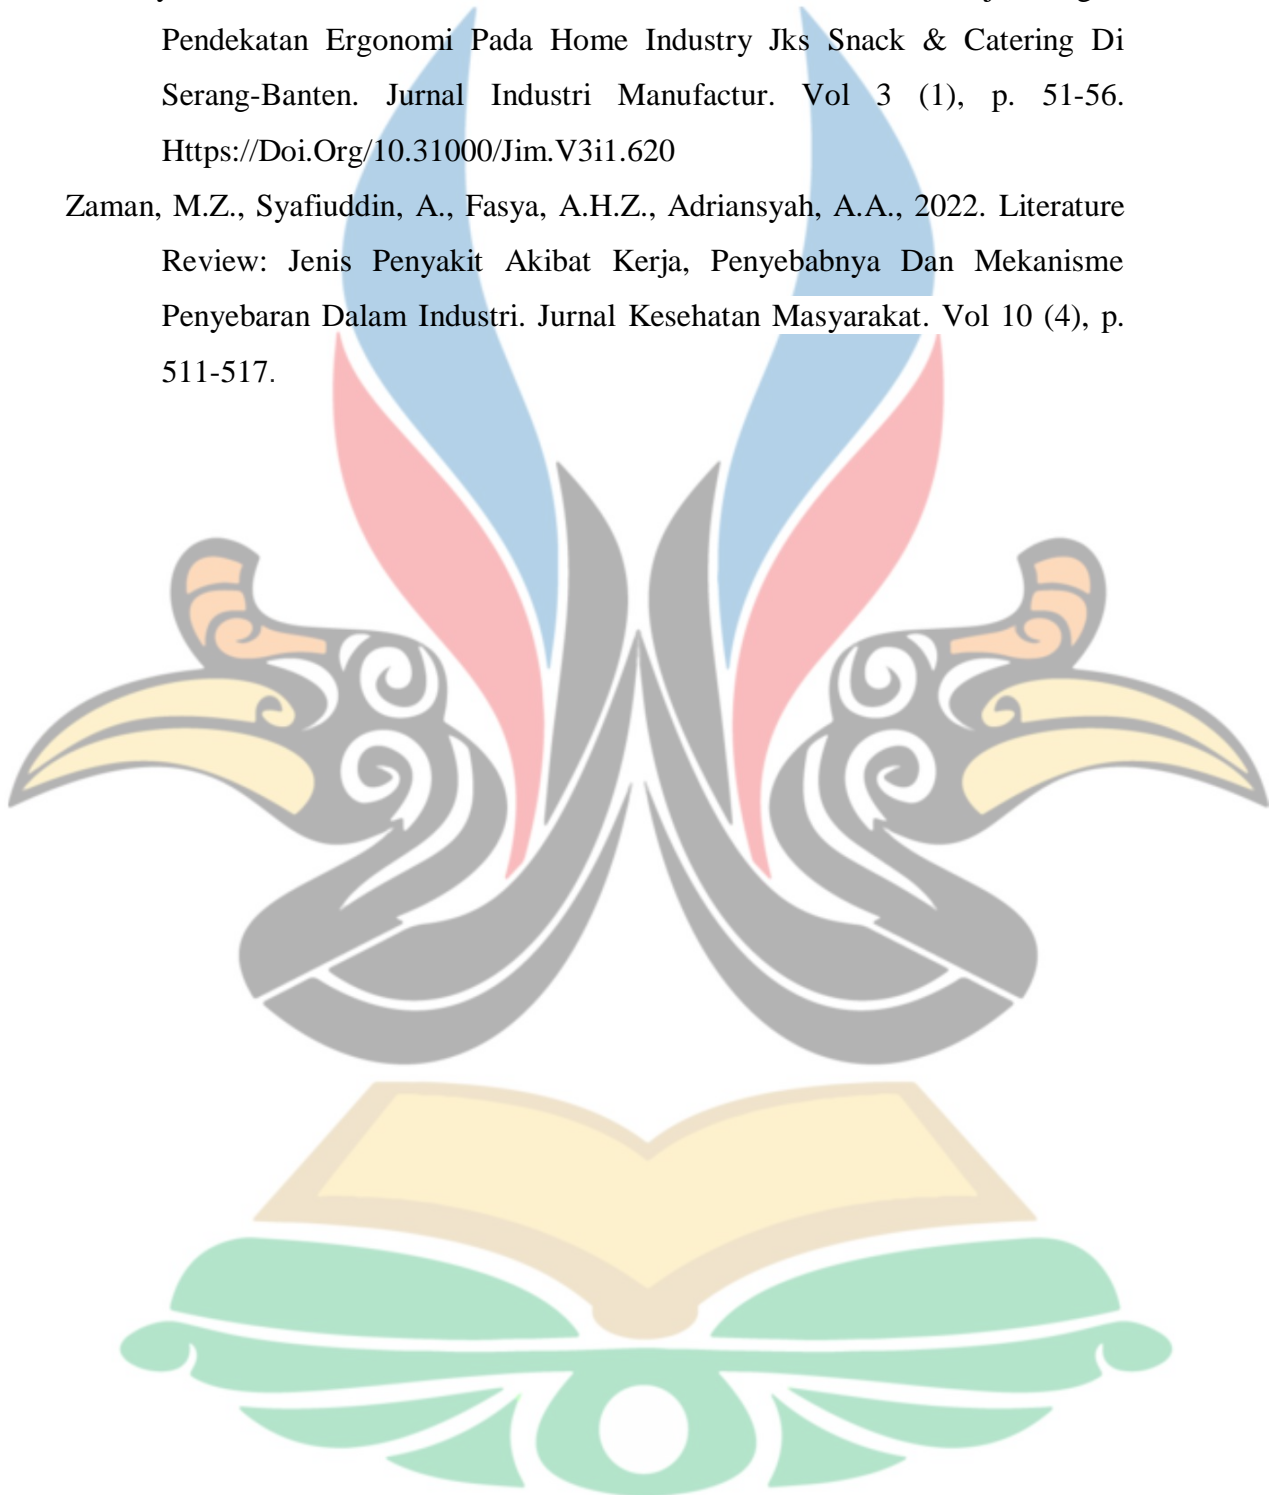 Pendekatan Ergonomi Pada Home Industry Jks Snack & Catering Di
Serang-Banten. Jurnal Industri Manufactur. Vol 3 (1), p. 51-56.
Https://Doi.Org/10.31000/Jim.V3i1.620
Zaman, M.Z., Syafiuddin, A., Fasya, A.H.Z., Adriansyah, A.A., 2022. Literature
Review: Jenis Penyakit Akibat Kerja, Penyebabnya Dan Mekanisme
Penyebaran Dalam Industri. Jurnal Kesehatan Masyarakat. Vol 10 (4), p.
511-517.